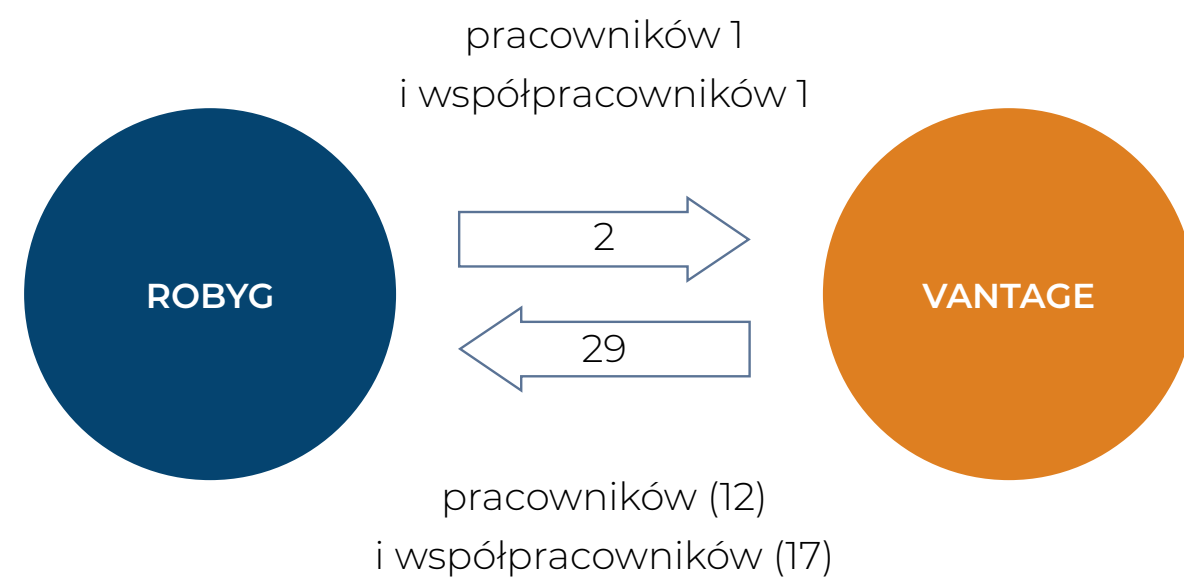 pracowników 1
i współpracowników 1
2
ROBYG
VANTAGE
29
pracowników (12)
i współpracowników (17)